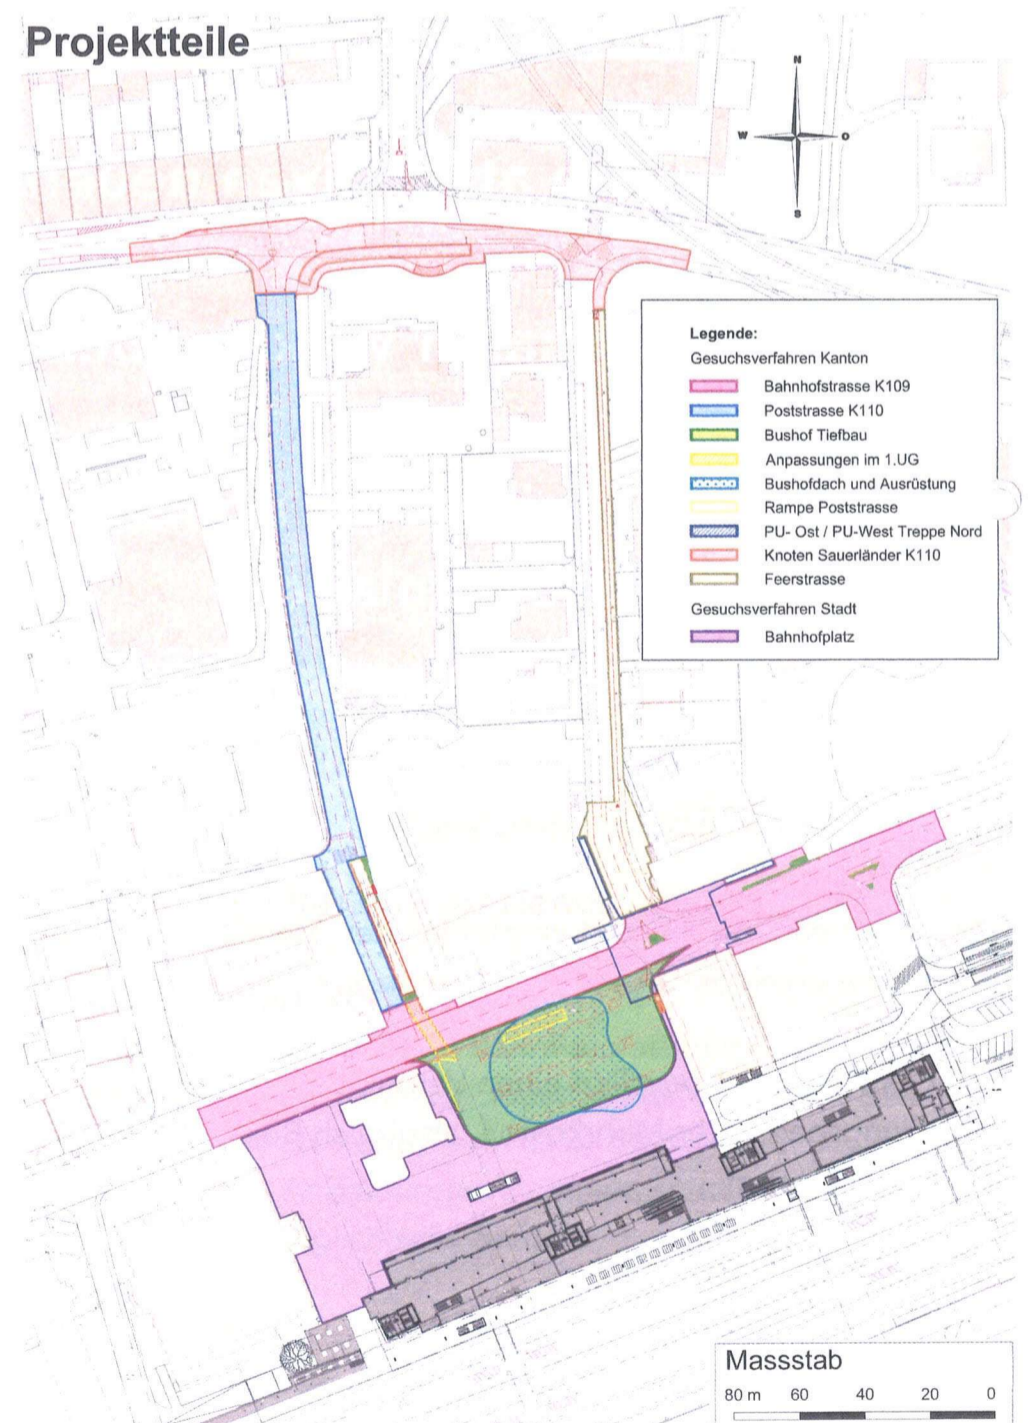 Projektteile
N
W O
S
Legende:
Gesuchsverfahren Kanton
Bahnhofstrasse K109
Poststrasse K110
Bushof Tiefbau
Anpassungen im 1.UG
Bushofdach und Ausrüstung
Rampe Poststrasse
PU- Ost / PU-West Treppe Nord
Knoten Sauerländer K110
Feerstrasse
Gesuchsverfahren Stadt
Bahnhofplatz
Massstab
80 m 60 40 20 0